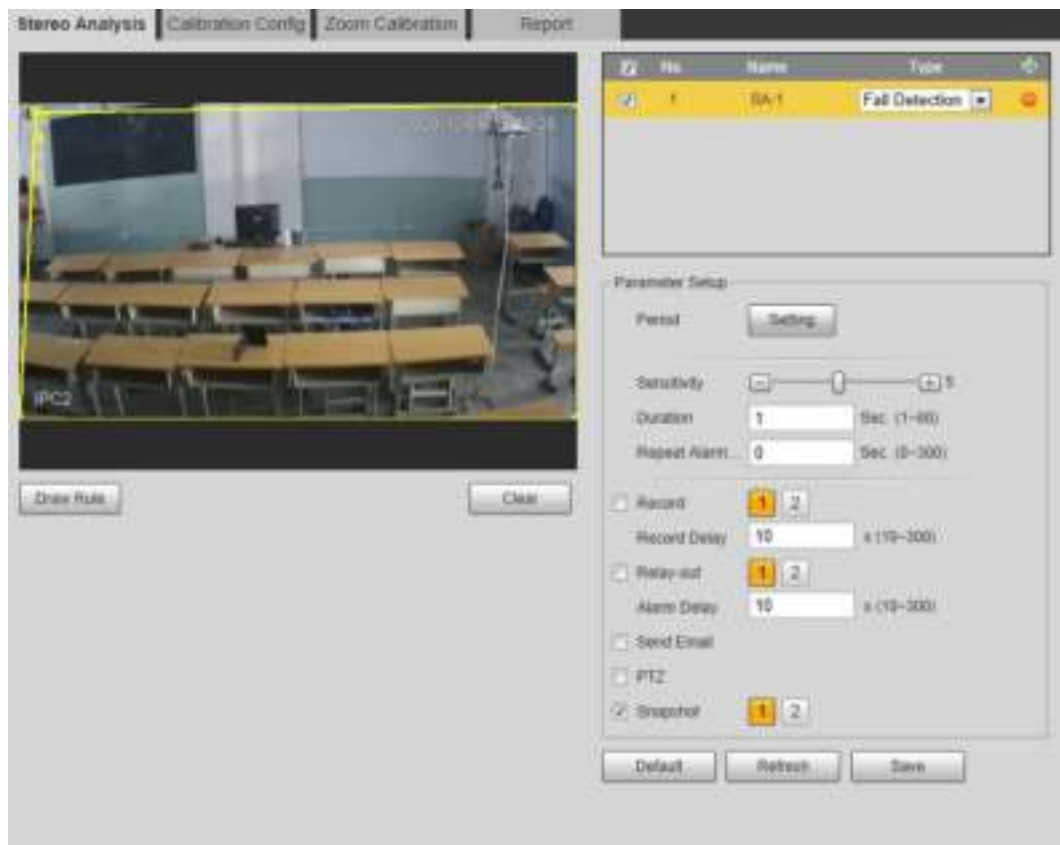 Stereo Analysis Calibration Config Zoom Calibration Report
No. Name Type
1 SA-1 Fall Detection
IPC2
Draw Rule Clear
Parameter Setup
Period Setting
Sensitivity 5
Duration 1 Sec. (1~60)
Repeat Alarm... 0 Sec. (0~300)
Record 1 2
Record Delay 10 s (10~300)
Relay-out 1 2
Alarm Delay 10 s (10~300)
Send Email
PTZ
Snapshot 1 2
Default Refresh Save